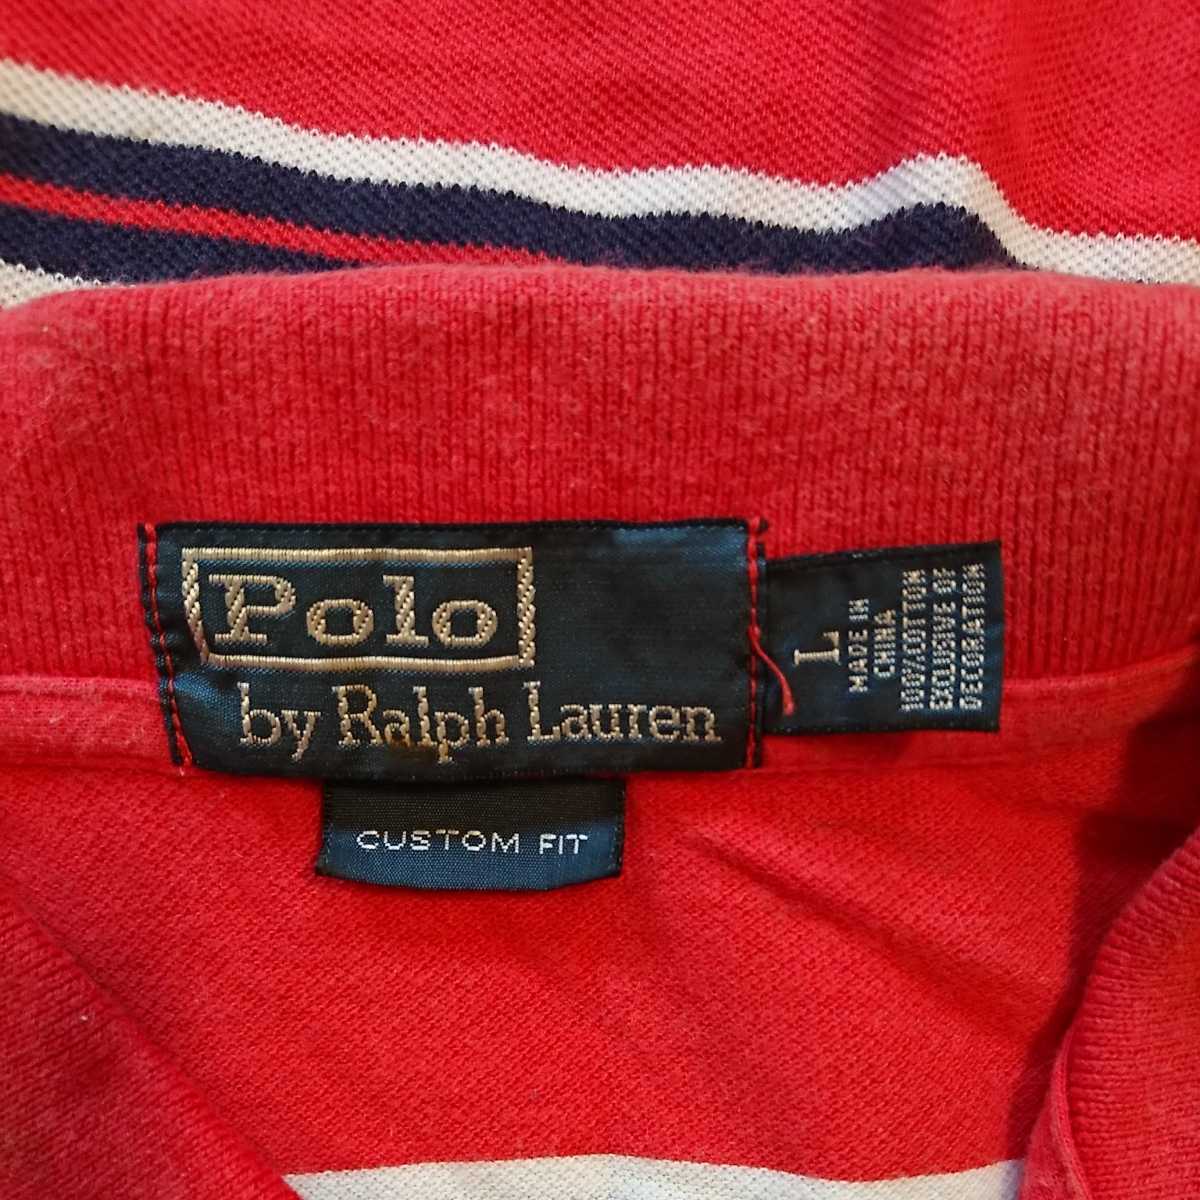 Polo
by Ralph Lauren
CUSTOM FIT
L
MADE IN
CHINA
100% COTTON
EXCLUSIVE OF
DECORATION